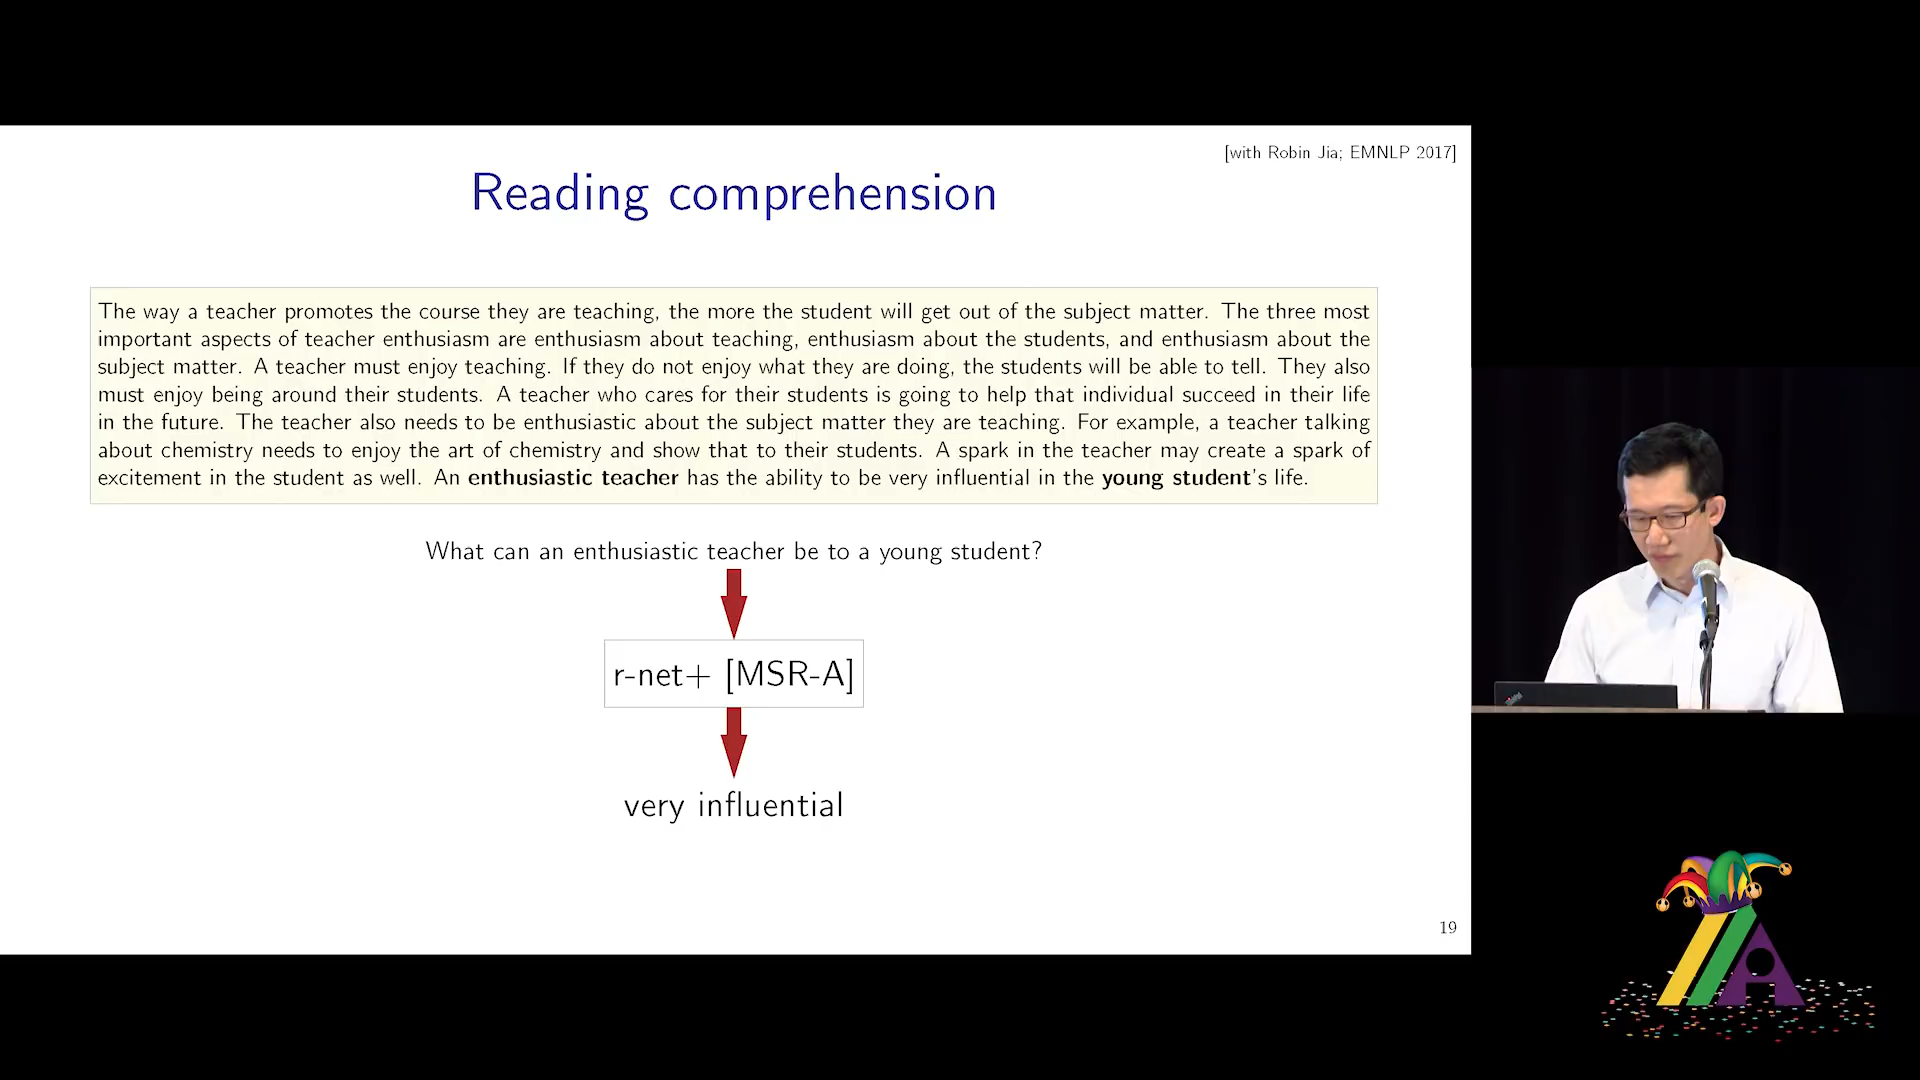 [with Robin Jia; EMNLP 2017]
Reading comprehension
The way a teacher promotes the course they are teaching, the more the student will get out of the subject matter. The three most
important aspects of teacher enthusiasm are enthusiasm about teaching, enthusiasm about the students, and enthusiasm about the
subject matter. A teacher must enjoy teaching. If they do not enjoy what they are doing, the students will be able to tell. They also
must enjoy being around their students. A teacher who cares for their students is going to help that individual succeed in their life
in the future. The teacher also needs to be enthusiastic about the subject matter they are teaching. For example, a teacher talking
about chemistry needs to enjoy the art of chemistry and show that to their students. A spark in the teacher may create a spark of
excitement in the student as well. An enthusiastic teacher has the ability to be very influential in the young student's life.
What can an enthusiastic teacher be to a young student?
r-net+ [MSR-A]
very influential
19